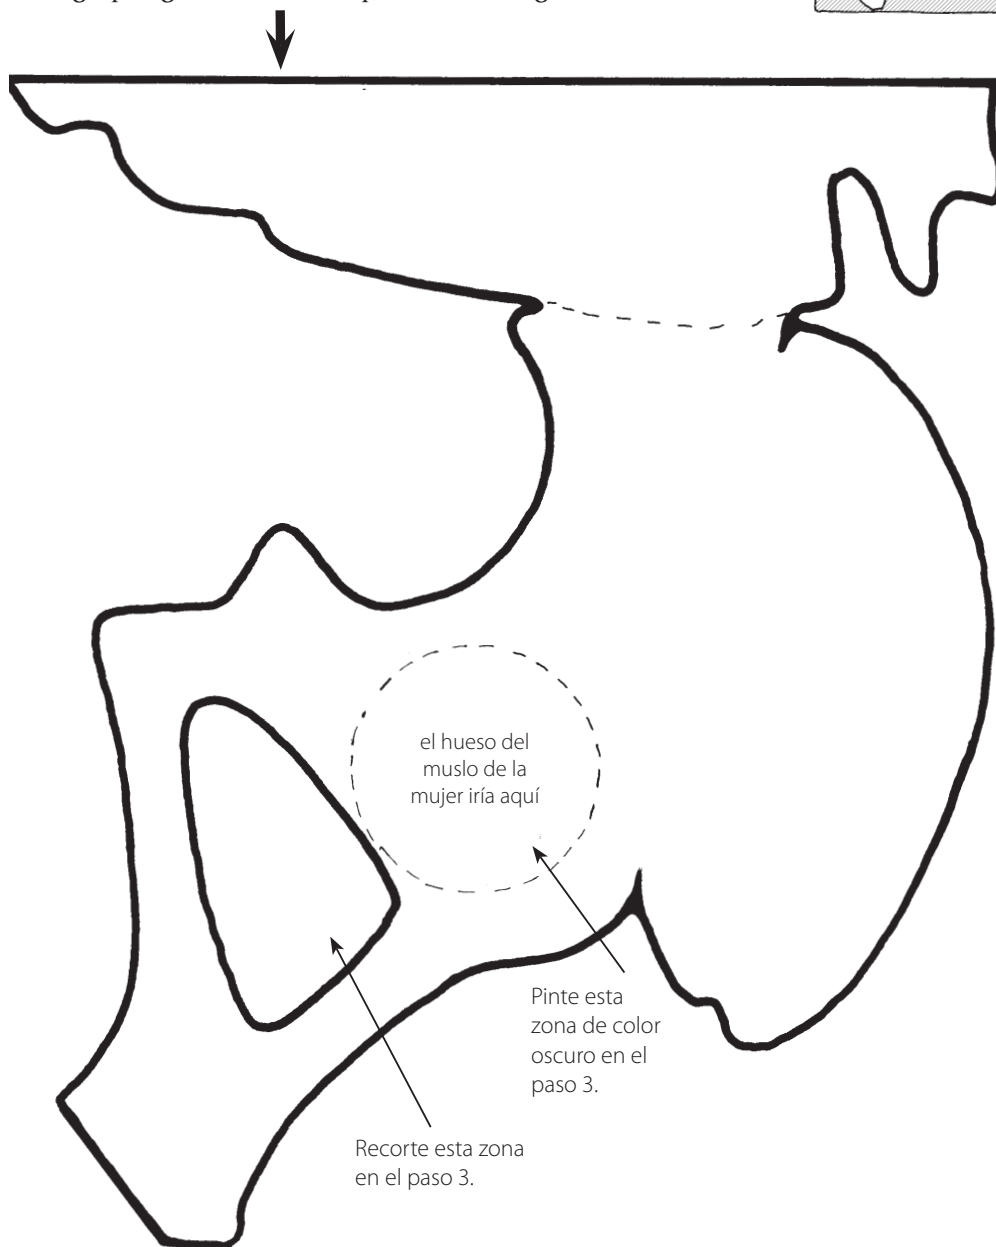 el hueso del
muslo de la
mujer iría aquí
Pinte esta
zona de color
oscuro en el
paso 3.
Recorte esta zona
en el paso 3.